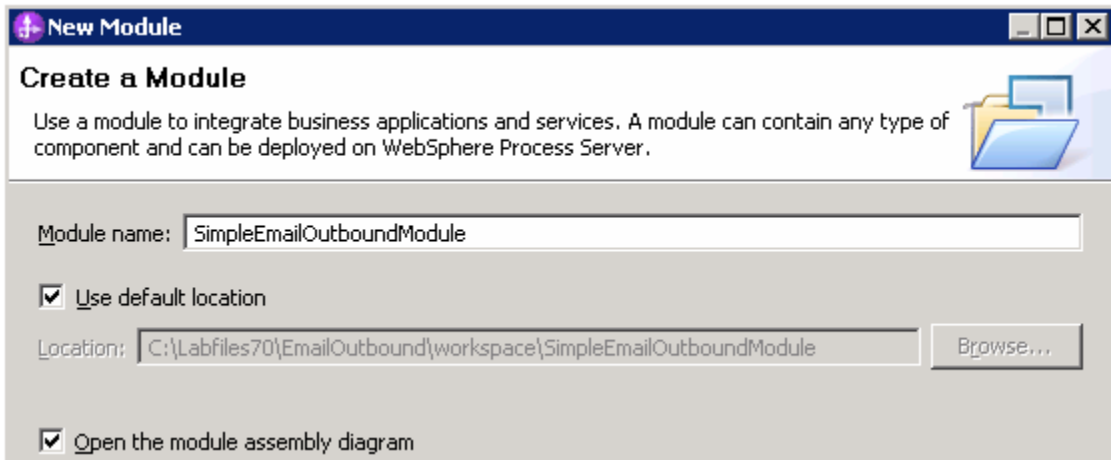 New Module
Create a Module
Use a module to integrate business applications and services. A module can contain any type of
component and can be deployed on WebSphere Process Server.
Module name: SimpleEmailOutboundModule
Use default location
Location: C:\Labfiles70\EmailOutbound\workspace\SimpleEmailOutboundModule Browse...
Open the module assembly diagram